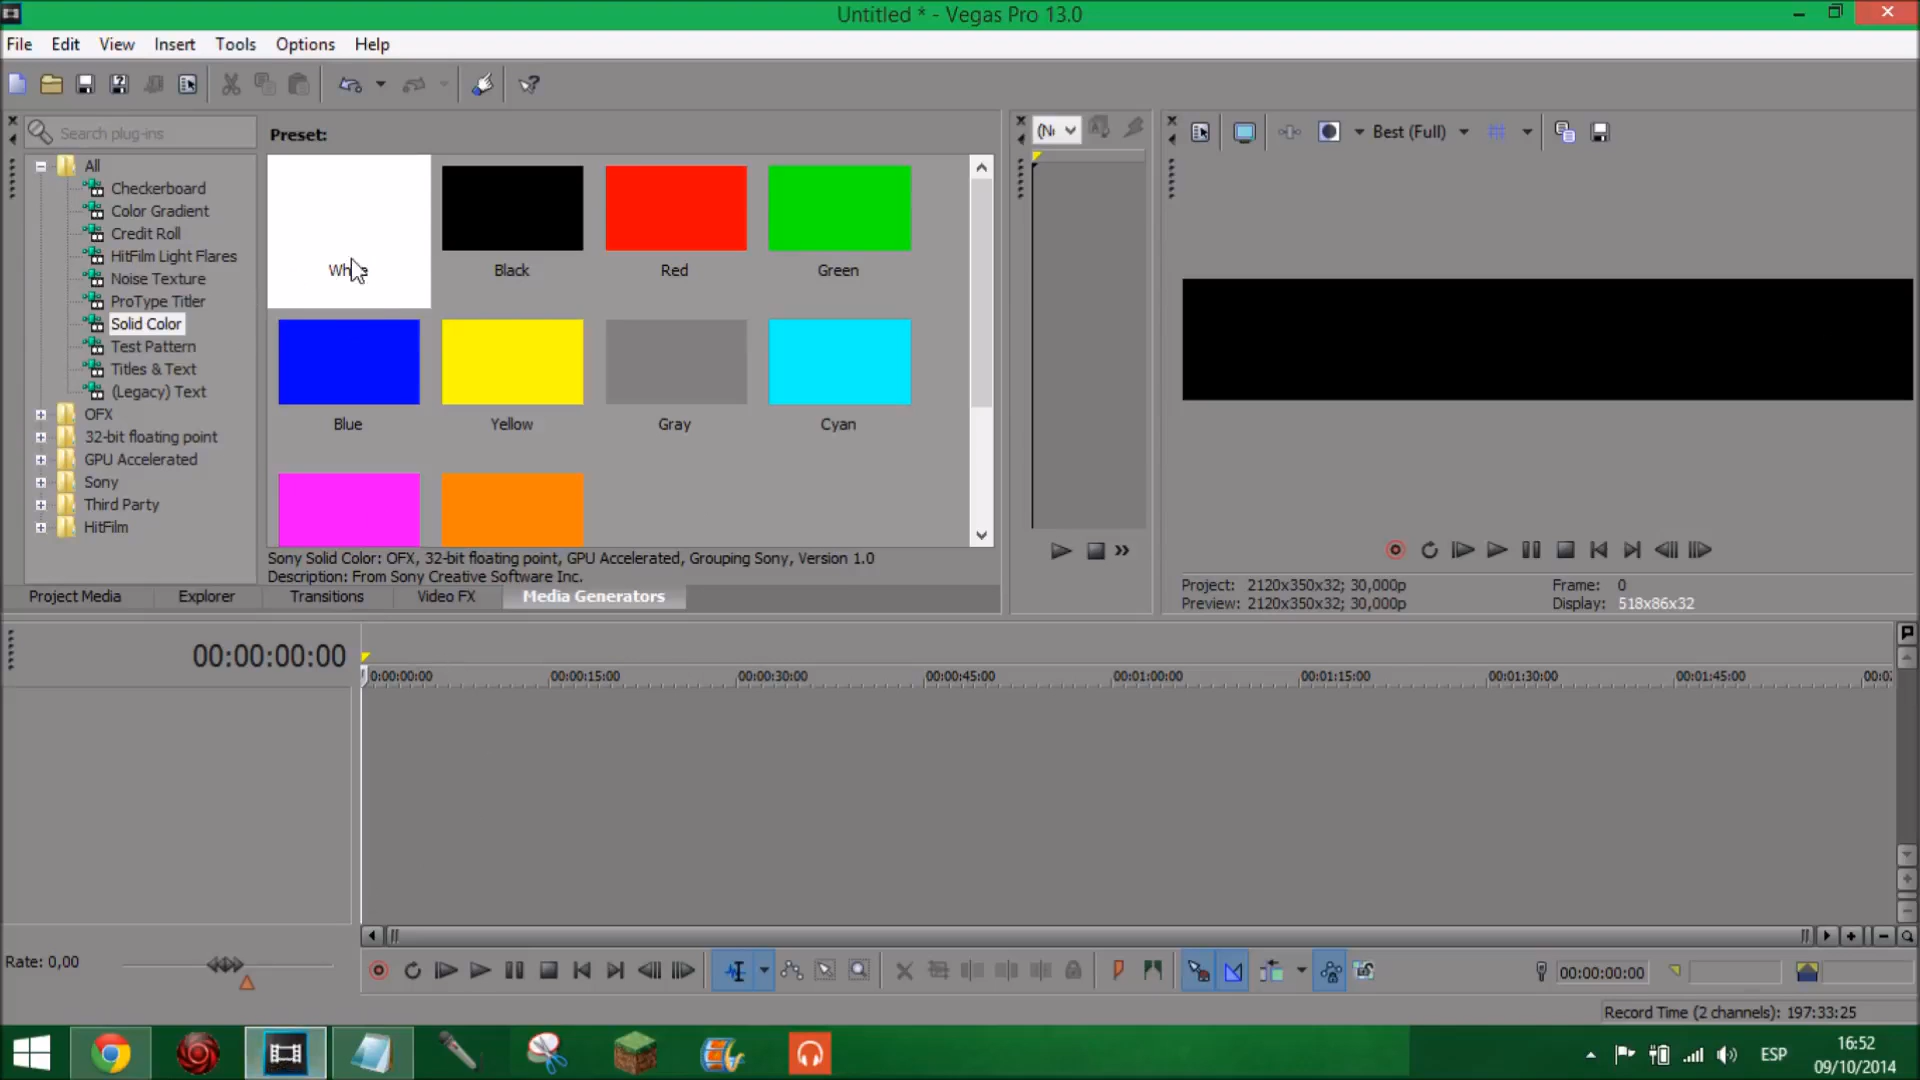 Untitled * - Vegas Pro 13.0
File Edit View Insert Tools Options Help
Search plug-ins
Preset:
Best (Full)
All
Checkerboard
Color Gradient
Credit Roll
HitFilm Light Flares
Noise Texture
ProType Titler
Solid Color
Test Pattern
Titles & Text
(Legacy) Text
OFX
32-bit floating point
GPU Accelerated
Sony
Third Party
HitFilm
Black Red Green
Blue Yellow Gray Cyan
Sony Solid Color: OFX, 32-bit floating point, GPU Accelerated, Grouping Sony, Version 1.0
Description: From Sony Creative Software Inc.
Project Media Explorer Transitions Video FX Media Generators
Project: 2120x350x32; 30,000p Frame: 0
Preview: 2120x350x32; 30,000p Display: 518x86x32
00:00:00:00
0:00:00:00 00:00:15:00 00:00:30:00 00:00:45:00 00:01:00:00 00:01:15:00 00:01:30:00 00:01:45:00
Rate: 0,00
00:00:00:00
Record Time (2 channels): 197:33:25
ESP
16:52
09/10/2014